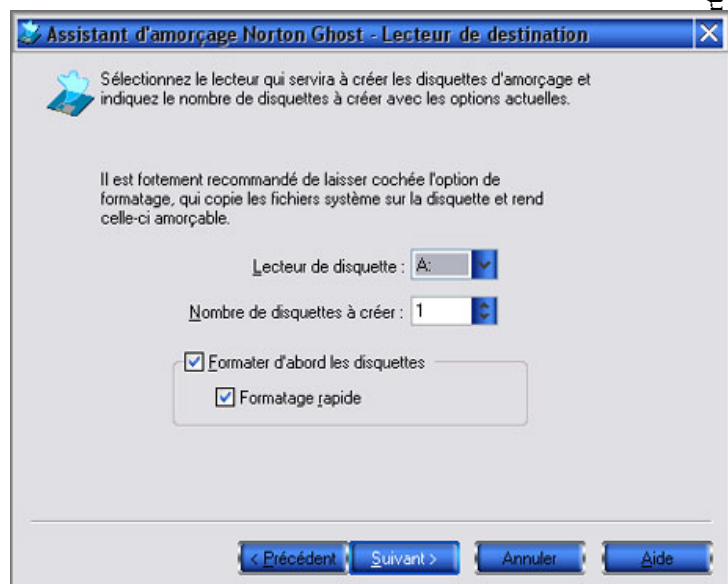 Assistant d'amorçage Norton Ghost - Lecteur de destination
Sélectionnez le lecteur qui servira à créer les disquettes d'amorçage et
indiquez le nombre de disquettes à créer avec les options actuelles.
Il est fortement recommandé de laisser cochée l'option de
formatage, qui copie les fichiers système sur la disquette et rend
celle-ci amorçable.
Lecteur de disquette : A:
Nombre de disquettes à créer : 1
Formater d'abord les disquettes
Formatage rapide
< Précédent Suivant > Annuler Aide